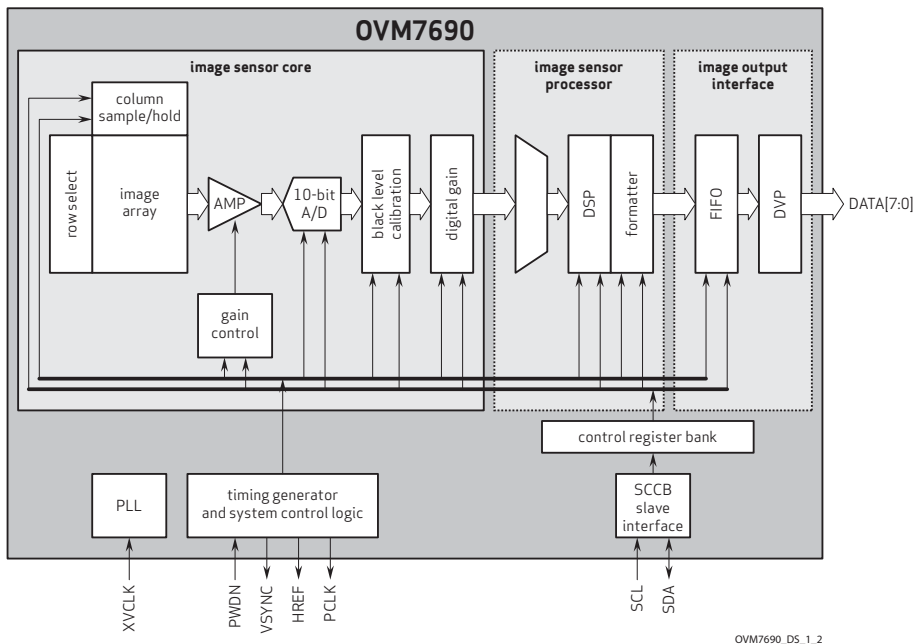 OVM7690
image sensor core
image sensor
processor
image output
interface
column
sample/hold
row select
image
array
AMP
10-bit
A/D
black level
calibration
digital gain
DSP
formatter
FIFO
DVP
DATA[7:0]
gain
control
control register bank
PLL
timing generator
and system control logic
SCCB
slave
interface
XVCLK
PWDN
VSYNC
HREF
PCLK
SCL
SDA
OVM7690_DS_1_2